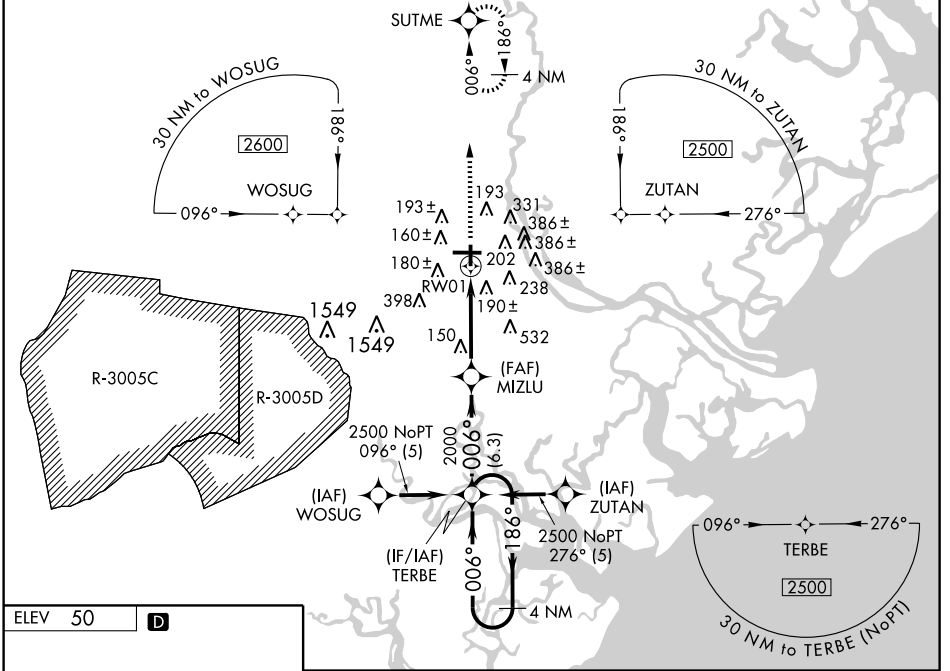 SUTME
186°
006°
4 NM
30 NM to WOSUG
186°
2600
WOSUG
096°
30 NM to ZUTAN
186°
2500
ZUTAN
276°
193±
193
331
386±
160±
386±
202
386±
180±
RW01
238
398
190±
1549
1549
150
532
R-3005C
R-3005D
(FAF)
MIZLU
2500 NoPT
096° (5)
2000
006°
(6.3)
(IAF)
WOSUG
(IAF)
ZUTAN
(IF/IAF)
TERBE
186°
2500 NoPT
276° (5)
006°
4 NM
096°
276°
TERBE
2500
30 NM to TERBE (NoPT)
ELEV 50
D